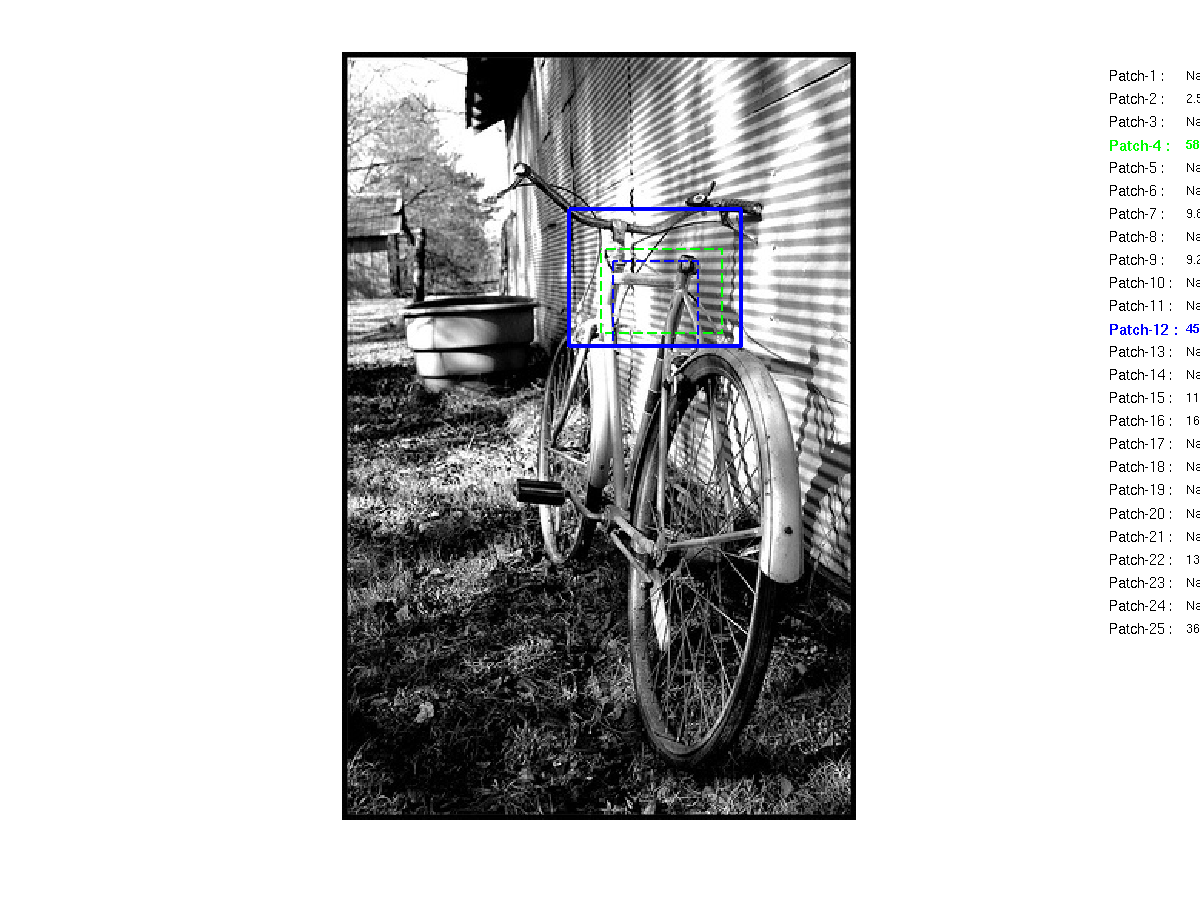 Patch-1 : Na
Patch-2 : 2.5
Patch-3 : Na
Patch-4 : 58
Patch-5 : Na
Patch-6 : Na
Patch-7 : 9.8
Patch-8 : Na
Patch-9 : 9.2
Patch-10 : Na
Patch-11 : Na
Patch-12 : 45
Patch-13 : Na
Patch-14 : Na
Patch-15 : 11
Patch-16 : 16
Patch-17 : Na
Patch-18 : Na
Patch-19 : Na
Patch-20 : Na
Patch-21 : Na
Patch-22 : 13
Patch-23 : Na
Patch-24 : Na
Patch-25 : 36